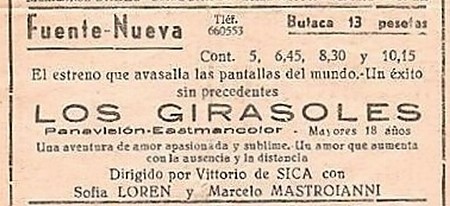 Fuente-Nueva
Tléf.
660553
Butaca 13 pesetas
Cont. 5, 6,45, 8,30 y 10,15
El estreno que avasalla las pantallas del mundo.-Un éxito
sin precedentes
LOS GIRASOLES
Panavisión-Eastmancolor - Mayores 18 años
Una aventura de amor apasionada y sublime. Un amor que aumenta
con la ausencia y la distancia
Dirigido por Vittorio de SICA con
Sofía LOREN y Marcelo MASTROIANNI